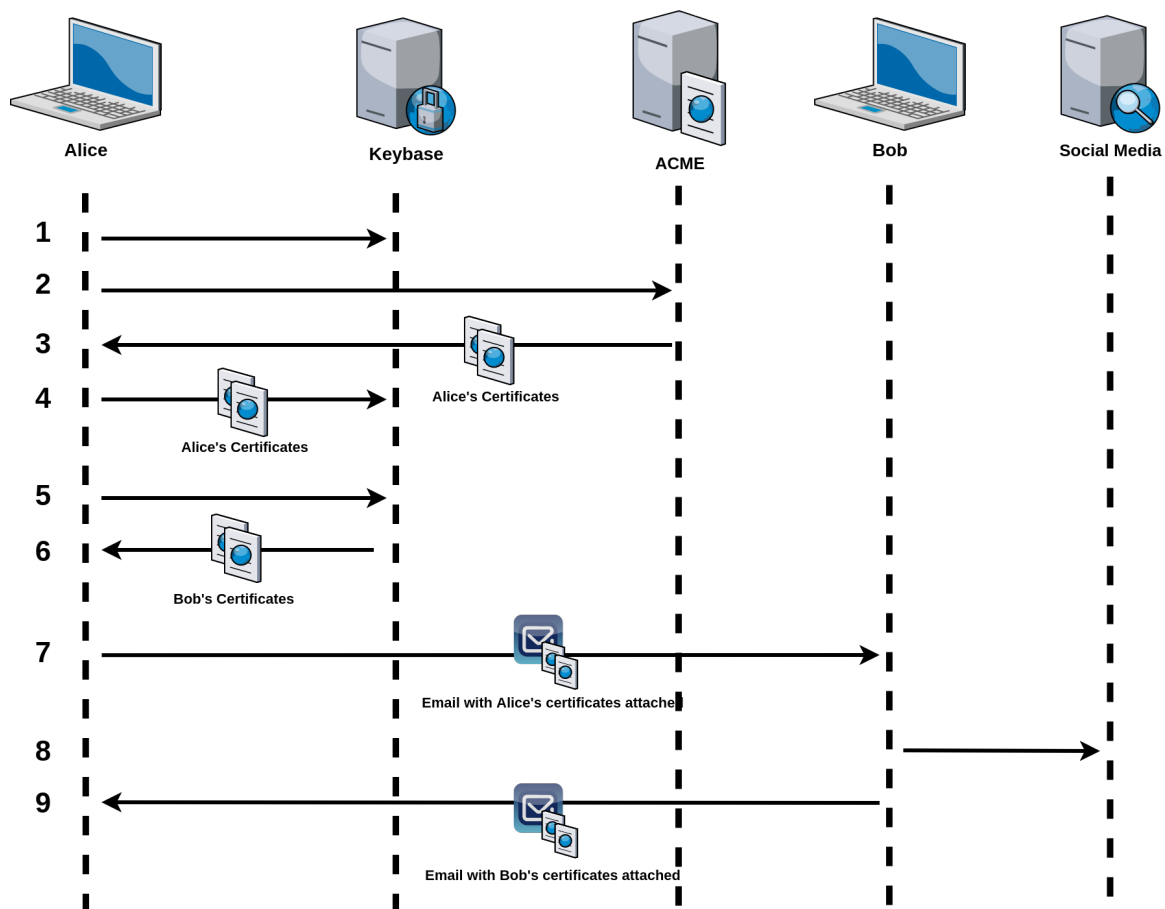 Alice
Keybase
ACME
Bob
Social Media
1
2
3
Alice's Certificates
4
Alice's Certificates
5
6
Bob's Certificates
7
Email with Alice's certificates attached
8
9
Email with Bob's certificates attached